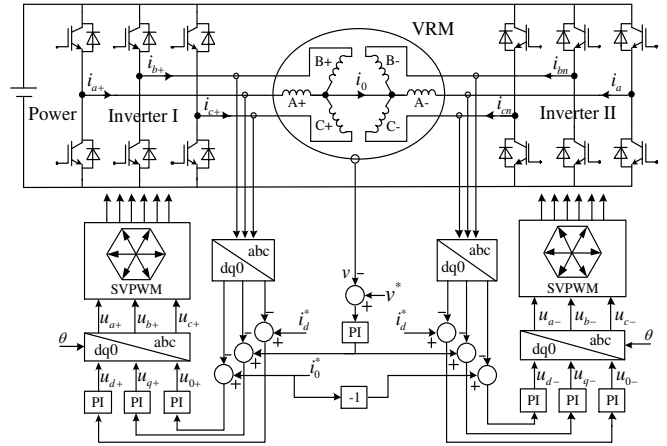 VRM
i_{b+} B+ B- i_{bn}
i_{a+} i_0 i_a
Power Inverter I i_{c+} A+ A- i_{cn} Inverter II
C+ C-
abc abc
dq0 dq0
SVPWM SVPWM
v v^*
u_{a+} u_{b+} u_{c+} i_d^* PI i_d^* u_{a-} u_{b-} u_{c-}
θ abc abc θ
dq0 dq0
u_{d+} u_{q+} u_{0+} i_0^* u_{d-} u_{q-} u_{0-}
PI PI PI -1 PI PI PI